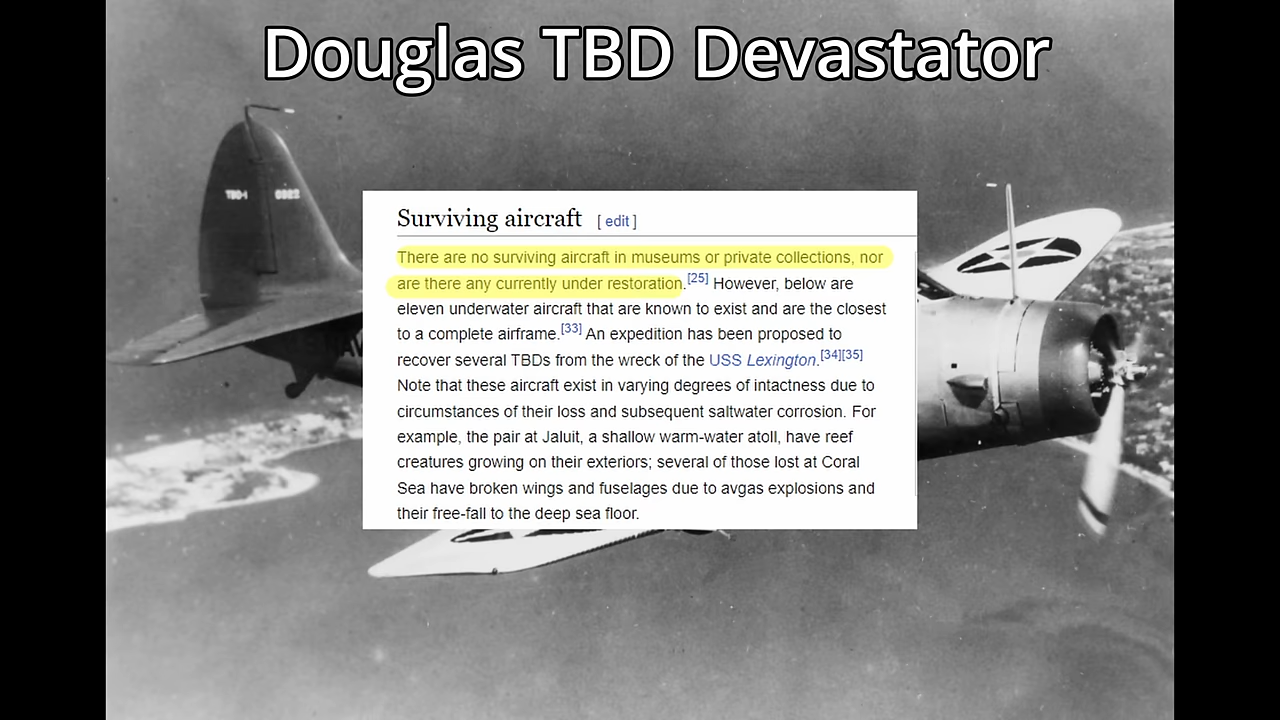 Douglas TBD Devastator
TBD-1 0322
Surviving aircraft [ edit ]
There are no surviving aircraft in museums or private collections, nor
are there any currently under restoration.[25] However, below are
eleven underwater aircraft that are known to exist and are the closest
to a complete airframe.[33] An expedition has been proposed to
recover several TBDs from the wreck of the USS Lexington.[34][35]
Note that these aircraft exist in varying degrees of intactness due to
circumstances of their loss and subsequent saltwater corrosion. For
example, the pair at Jaluit, a shallow warm-water atoll, have reef
creatures growing on their exteriors; several of those lost at Coral
Sea have broken wings and fuselages due to avgas explosions and
their free-fall to the deep sea floor.